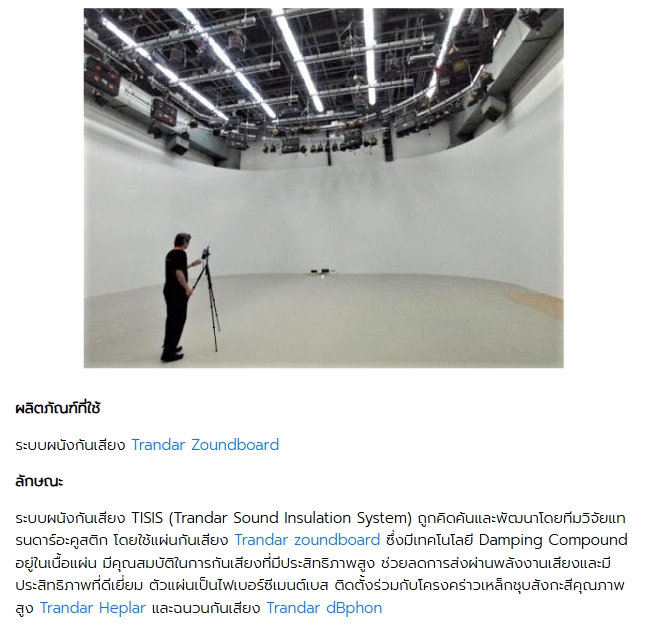 ผลิตภัณฑ์ที่ใช้
ระบบผนังกันเสียง Trandar Zoundboard
ลักษณะ
ระบบผนังกันเสียง TISIS (Trandar Sound Insulation System) ถูกคิดค้นและพัฒนาโดยทีมวิจัยแท
รนดาร์อะคูสติก โดยใช้แผ่นกันเสียง Trandar zoundboard ซึ่งมีเทคโนโลยี Damping Compound
อยู่ในเนื้อแผ่น มีคุณสมบัติในการกันเสียงที่มีประสิทธิภาพสูง ช่วยลดการส่งผ่านพลังงานเสียงและมี
ประสิทธิภาพที่ดีเยี่ยม ตัวแผ่นเป็นไฟเบอร์ซีเมนต์เบส ติดตั้งร่วมกับโครงคร่าวเหล็กชุบสังกะสีคุณภาพ
สูง Trandar Heplar และฉนวนกันเสียง Trandar dBphon